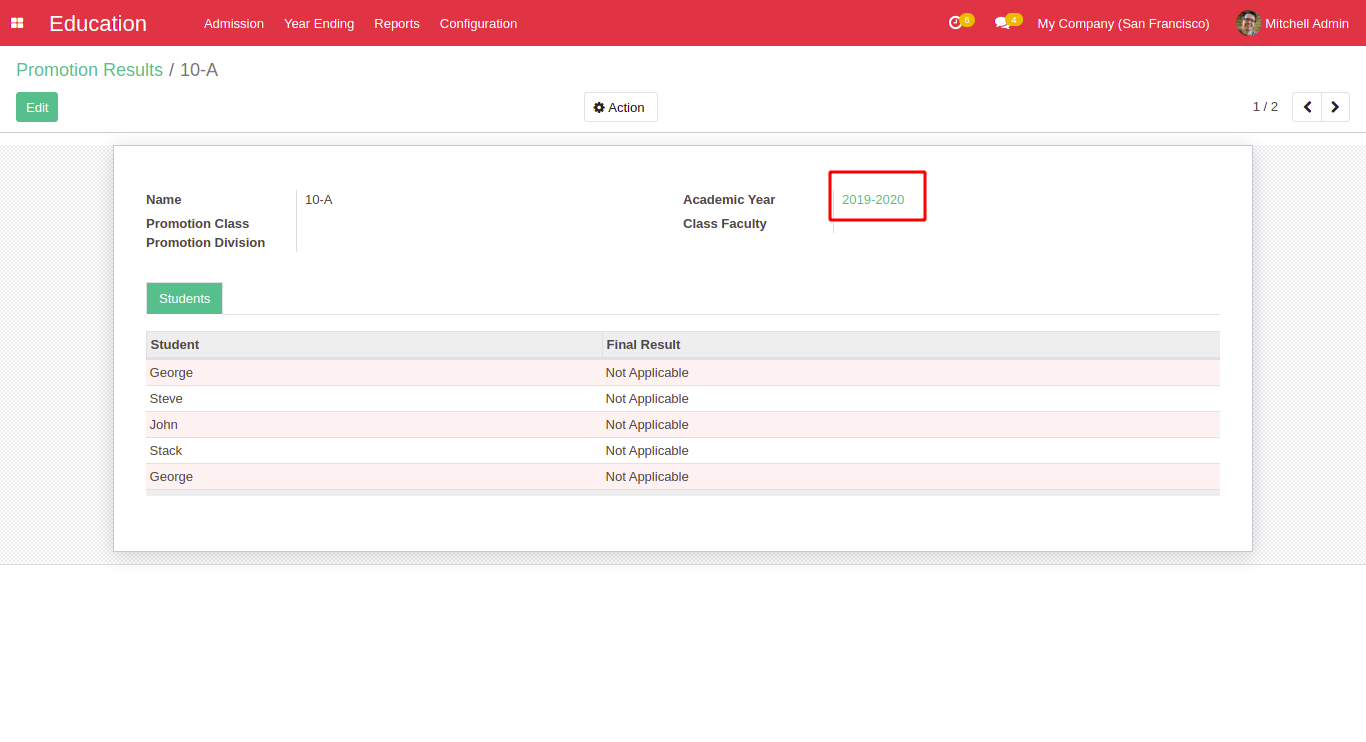 Education Admission Year Ending Reports Configuration 6 4 My Company (San Francisco) Mitchell Admin
Promotion Results / 10-A
Edit Action 1 / 2
Name 10-A Academic Year 2019-2020
Promotion Class Class Faculty
Promotion Division
Students
Student Final Result
George Not Applicable
Steve Not Applicable
John Not Applicable
Stack Not Applicable
George Not Applicable